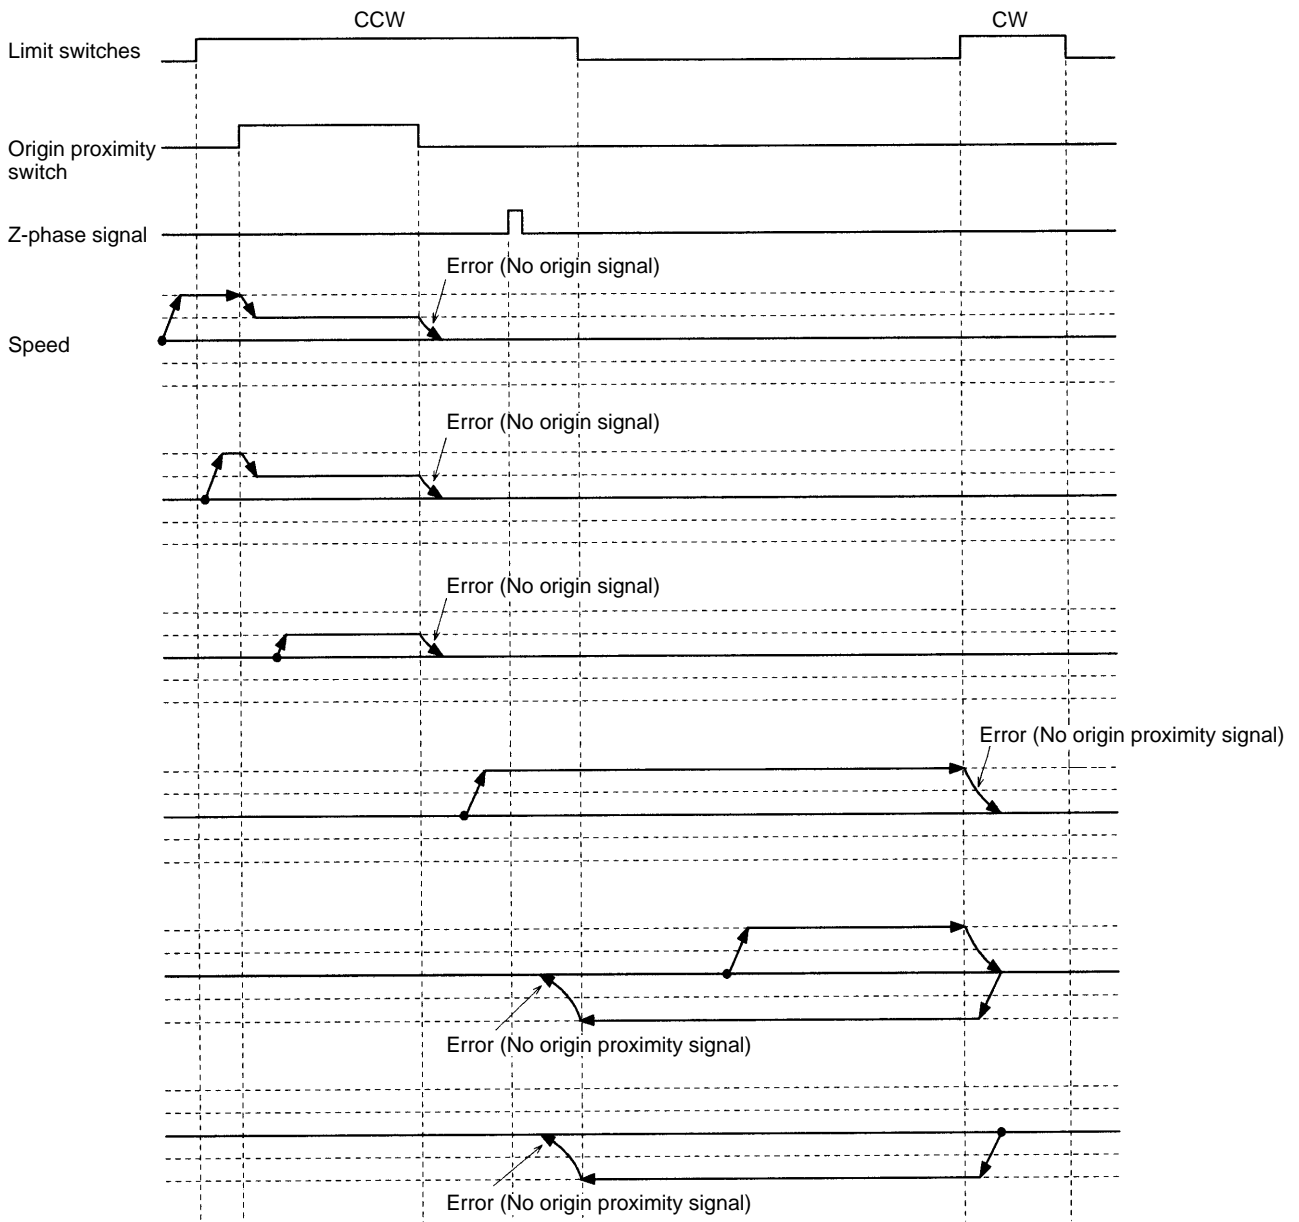 CCW
CW
Limit switches
Origin proximity
switch
Z-phase signal
Error (No origin signal)
Speed
Error (No origin signal)
Error (No origin signal)
Error (No origin proximity signal)
Error (No origin proximity signal)
Error (No origin proximity signal)